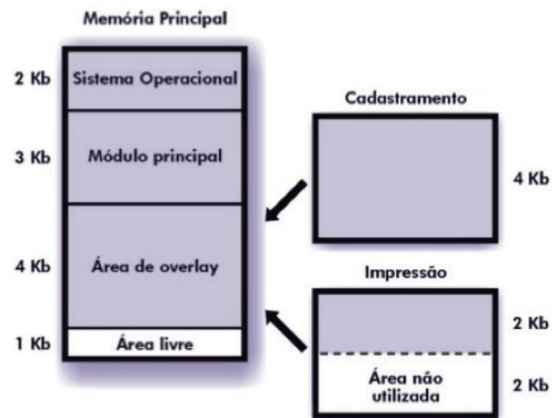 Memória Principal
2 Kb
Sistema Operacional
3 Kb
Módulo principal
4 Kb
Área de overlay
1 Kb
Área livre
Cadastramento
4 Kb
Impressão
2 Kb
Área não
utilizada
2 Kb